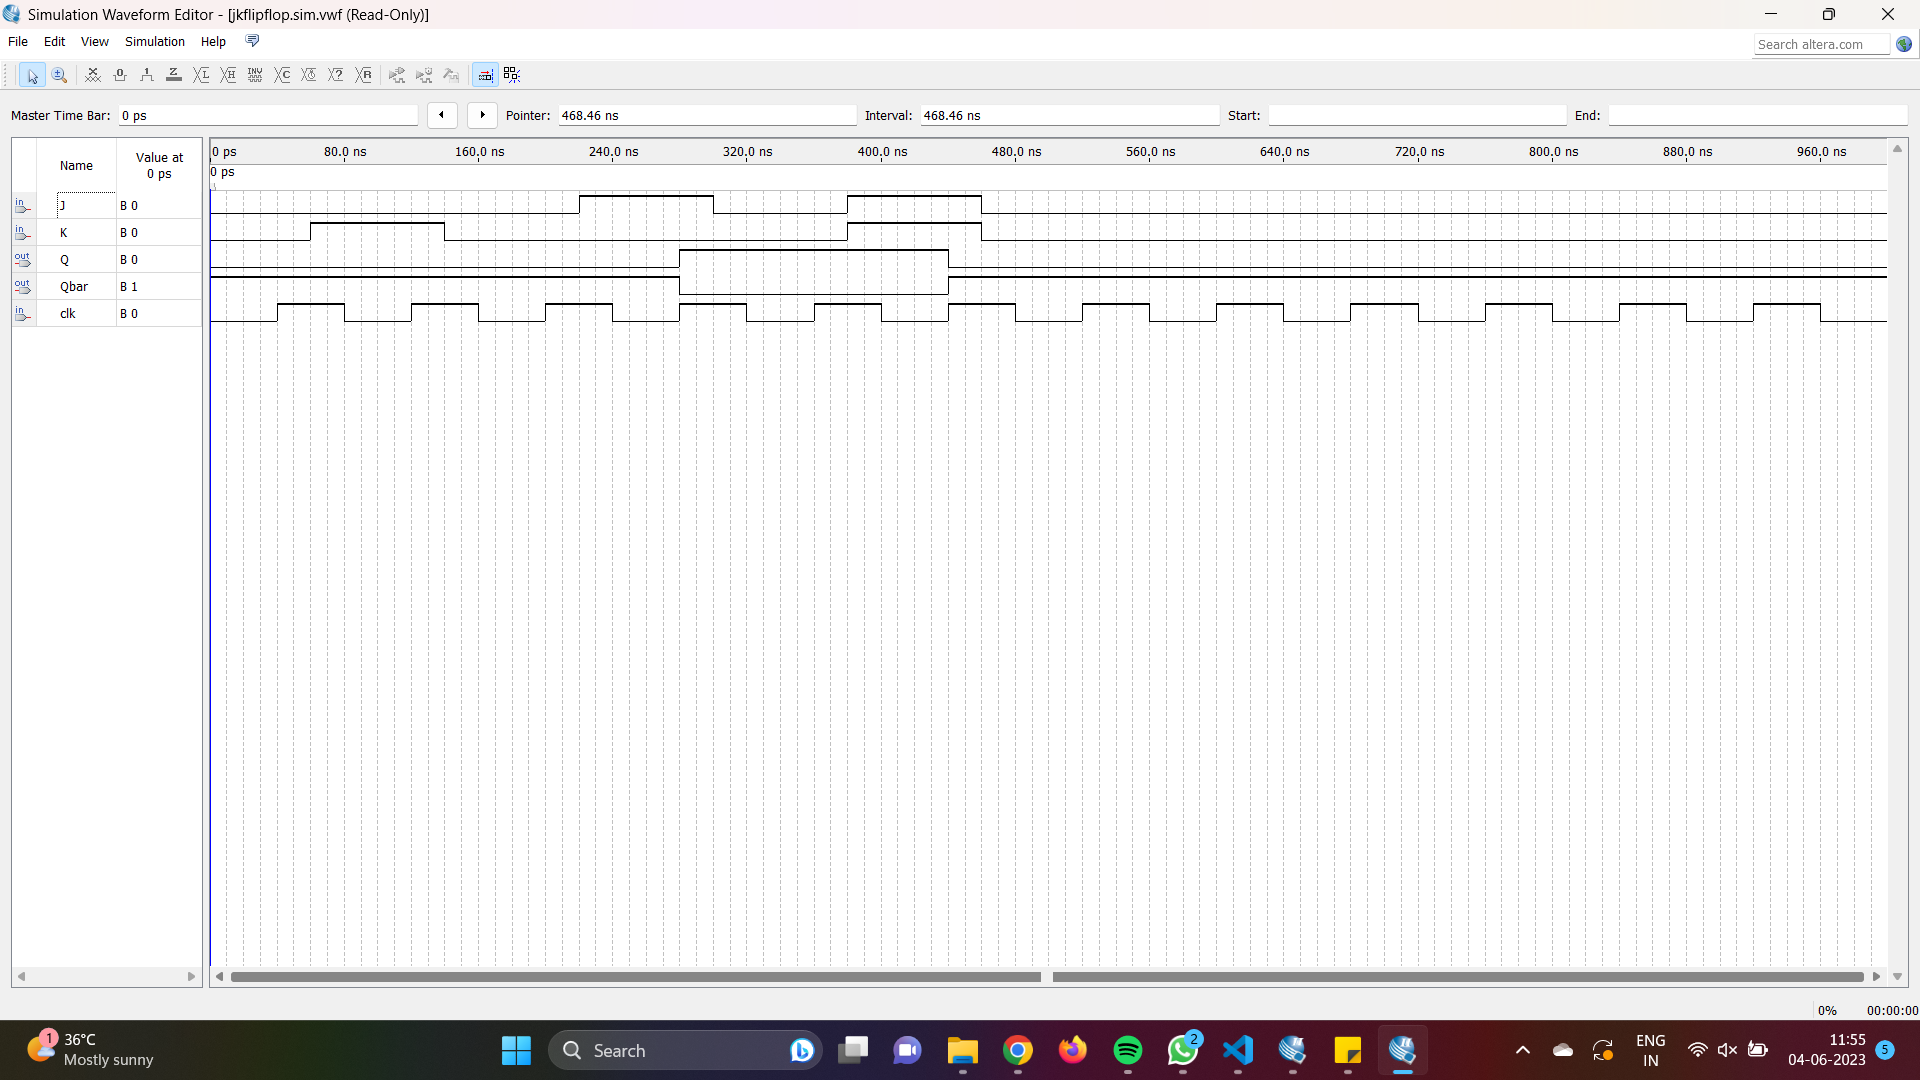 Simulation Waveform Editor - [jkflipflop.sim.vwf (Read-Only)]
File Edit View Simulation Help
Search altera.com
Master Time Bar: 0 ps Pointer: 468.46 ns Interval: 468.46 ns Start: End:
Name Value at 0 ps
0 ps 80.0 ns 160.0 ns 240.0 ns 320.0 ns 400.0 ns 480.0 ns 560.0 ns 640.0 ns 720.0 ns 800.0 ns 880.0 ns 960.0 ns
0 ps
in J B 0
in K B 0
out Q B 0
out Qbar B 1
in clk B 0
0% 00:00:00
1 36°C
Mostly sunny
Search
2
ENG
IN
11:55
04-06-2023
5